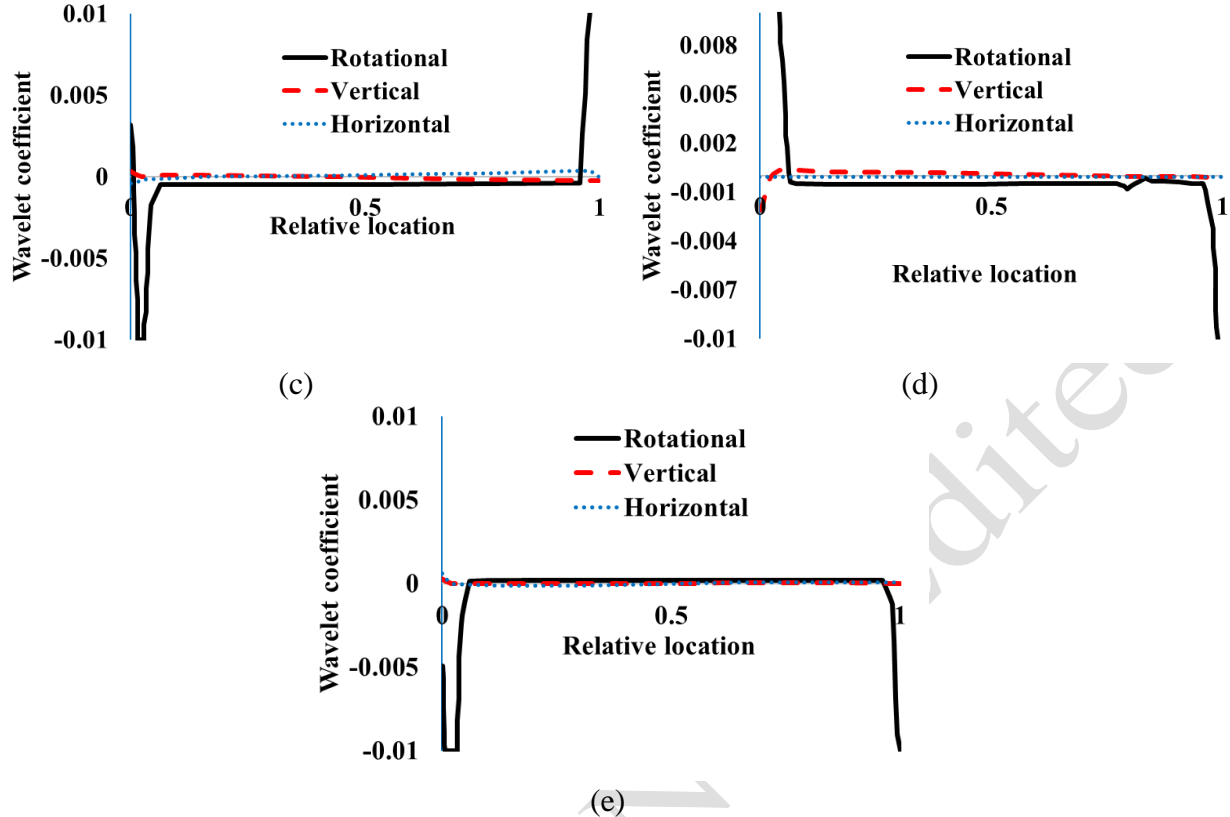 0.01
0.005
0
-0.005
-0.01
Wavelet coefficient
Rotational
Vertical
Horizontal
0
0.5
1
Relative location
(c)
0.008
0.005
0.002
-0.001
-0.004
-0.007
-0.01
Wavelet coefficient
Rotational
Vertical
Horizontal
0
0.5
1
Relative location
(d)
0.01
0.005
0
-0.005
-0.01
Wavelet coefficient
Rotational
Vertical
Horizontal
0
0.5
1
Relative location
(e)